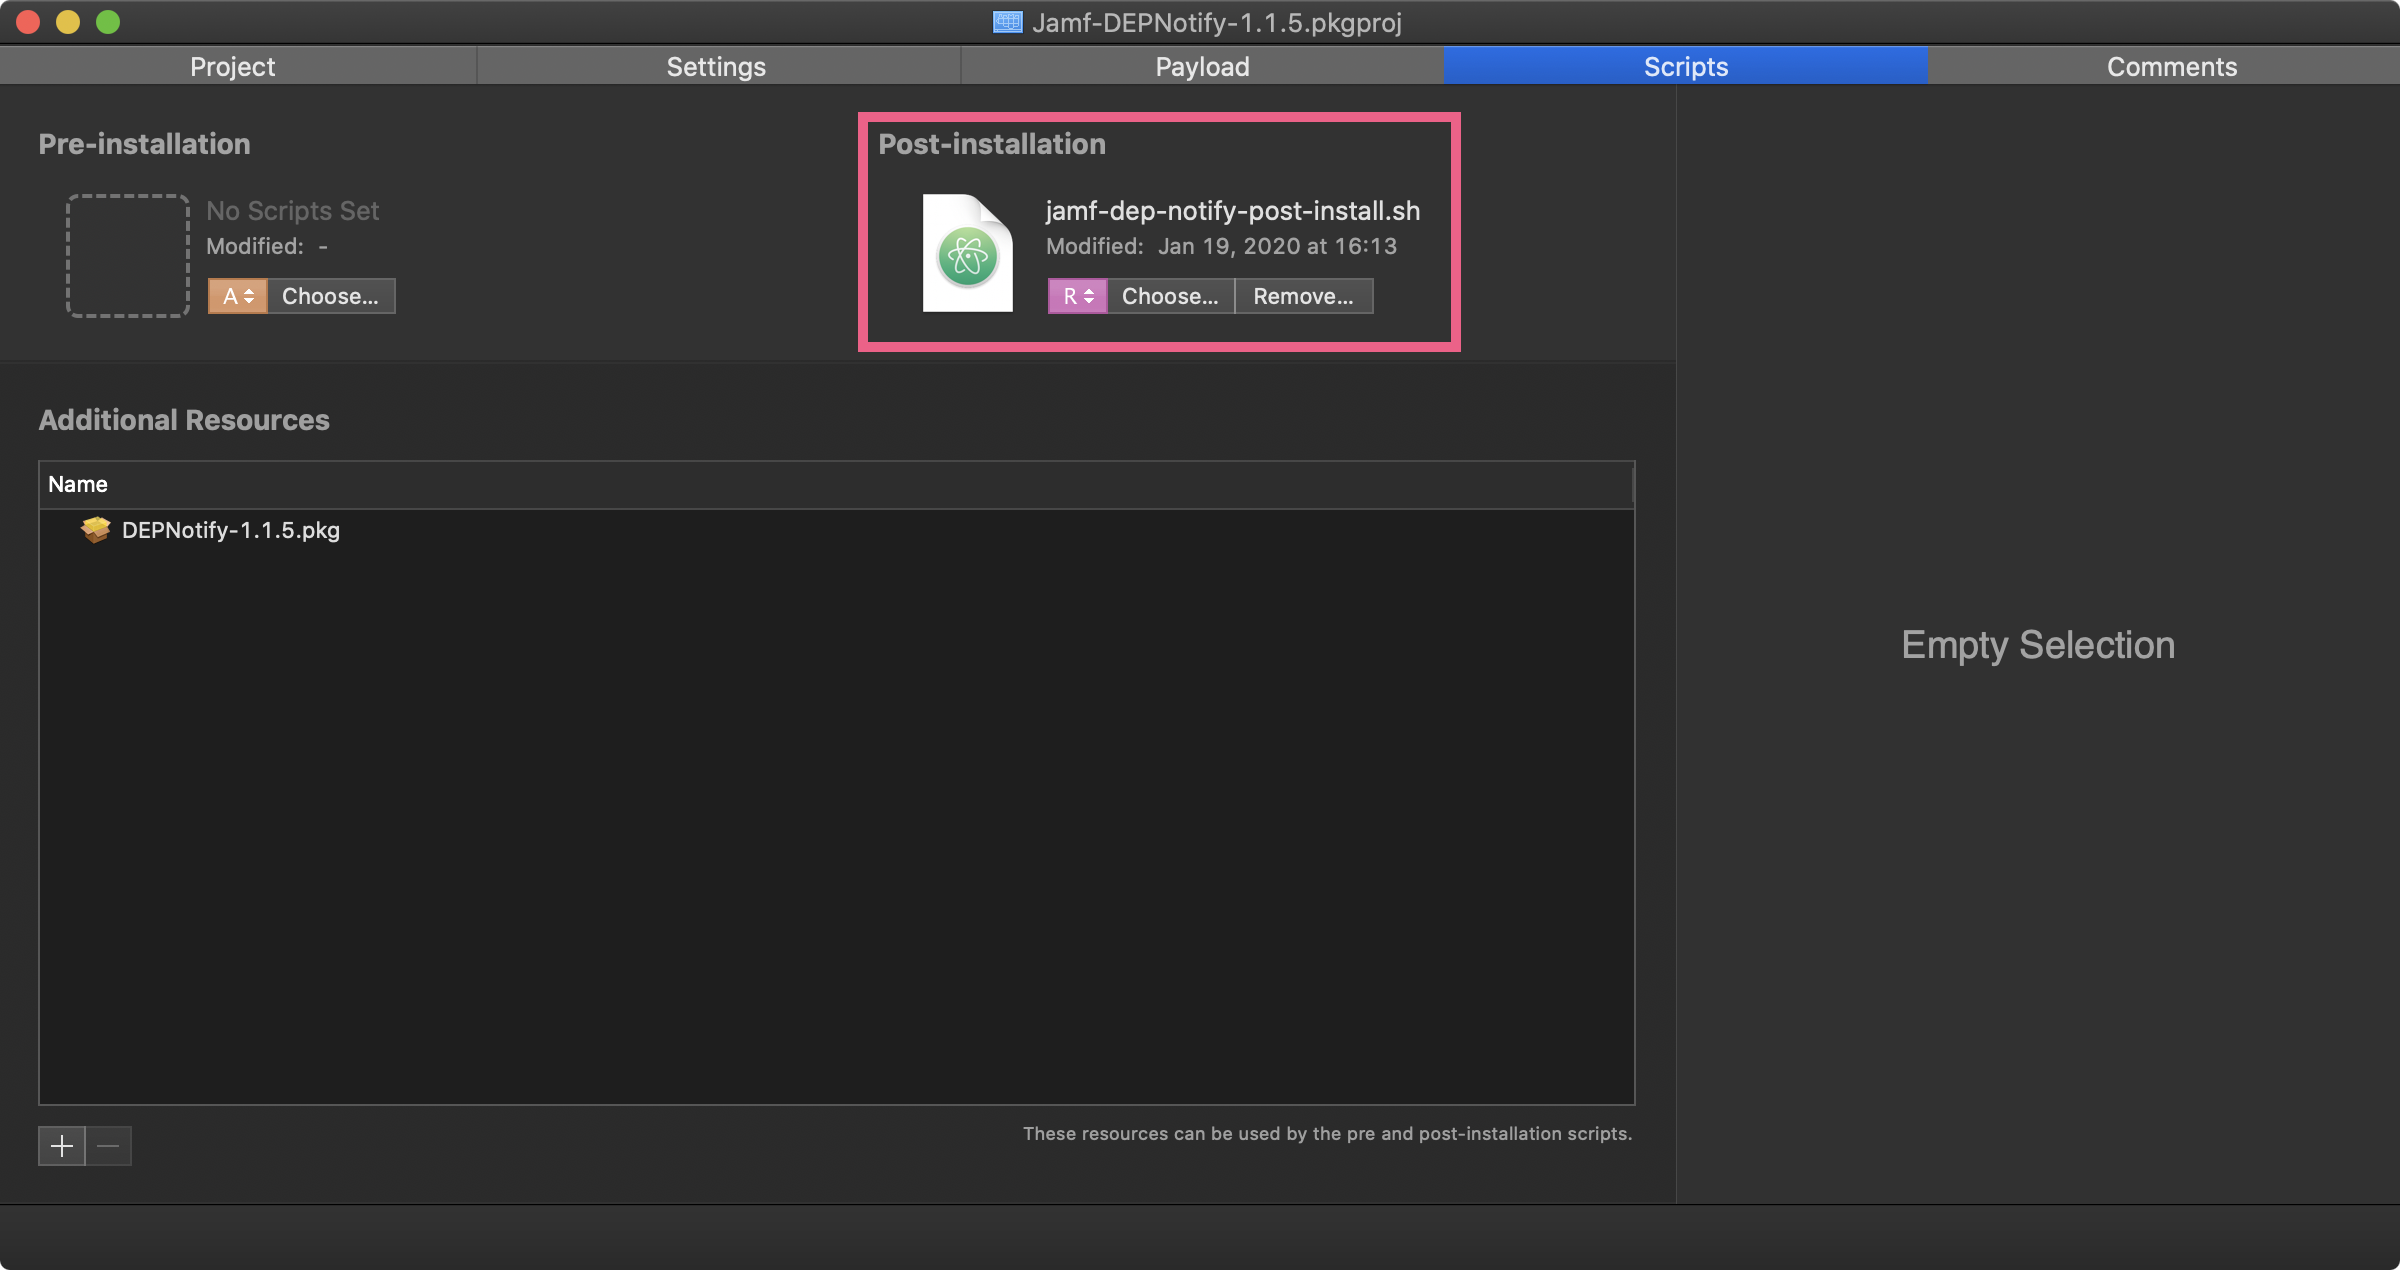 Jamf-DEPNotify-1.1.5.pkgproj
Project Settings Payload Scripts Comments
Pre-installation
No Scripts Set
Modified: -
A Choose...
Post-installation
jamf-dep-notify-post-install.sh
Modified: Jan 19, 2020 at 16:13
R Choose... Remove...
Additional Resources
Name
DEPNotify-1.1.5.pkg
Empty Selection
These resources can be used by the pre and post-installation scripts.